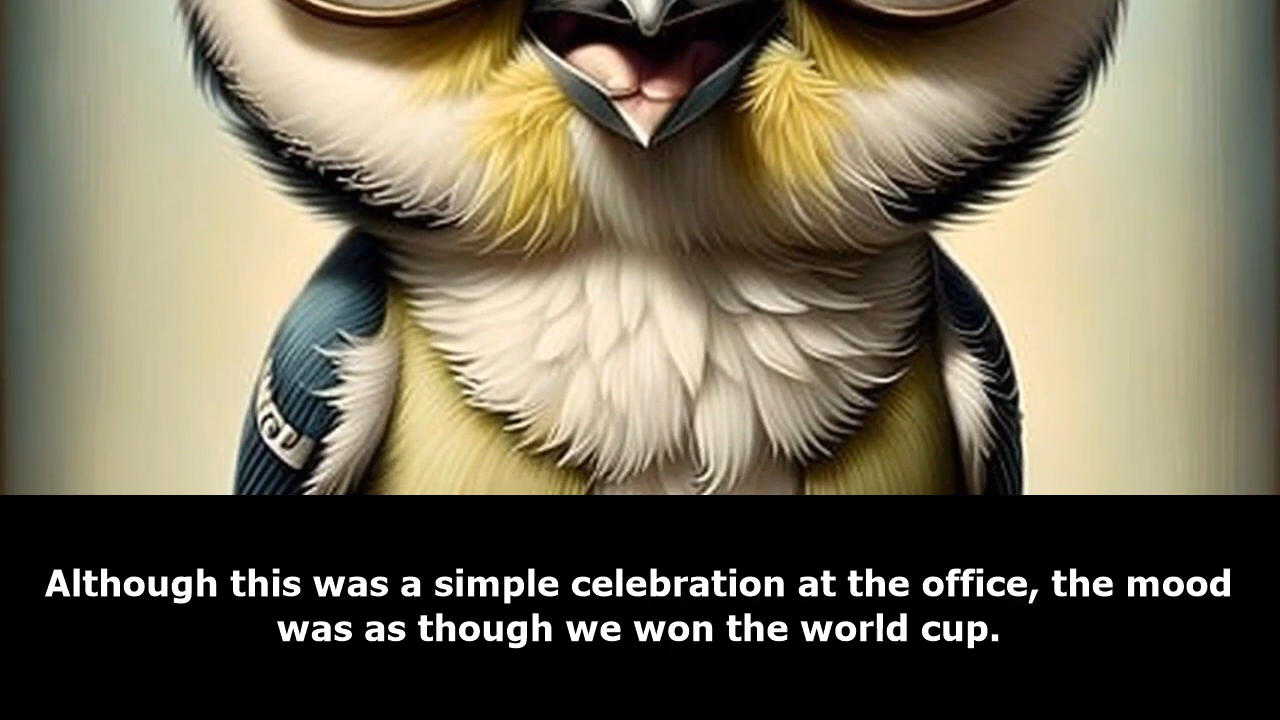 Although this was a simple celebration at the office, the mood
was as though we won the world cup.